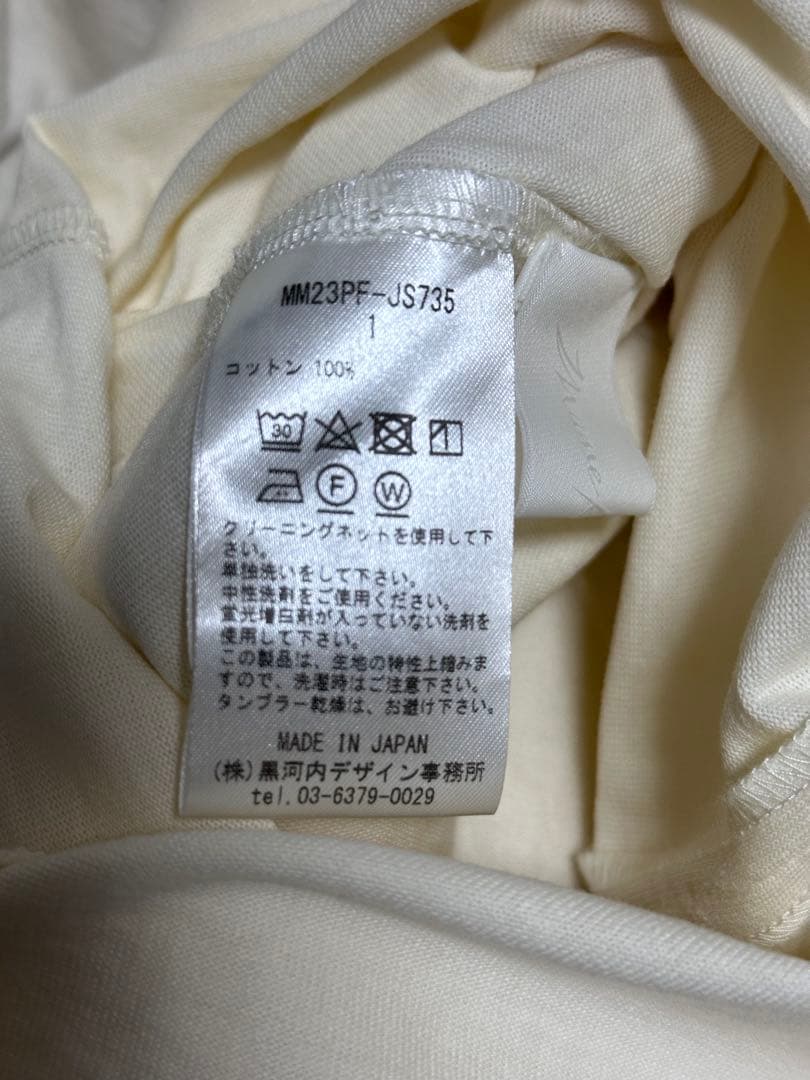 MM23PF-JS735
1
コットン 100%
30
1
F
W
クリーニングネットを使用して下
さい。
単独洗いをして下さい。
中性洗剤をご使用ください。
蛍光増白剤が入っていない洗剤を
使用して下さい。
この製品は、生地の特性上縮みま
すので、洗濯時はご注意下さい。
タンブラー乾燥は、お避け下さい。
MADE IN JAPAN
(株)黒河内デザイン事務所
tel.03-6379-0029